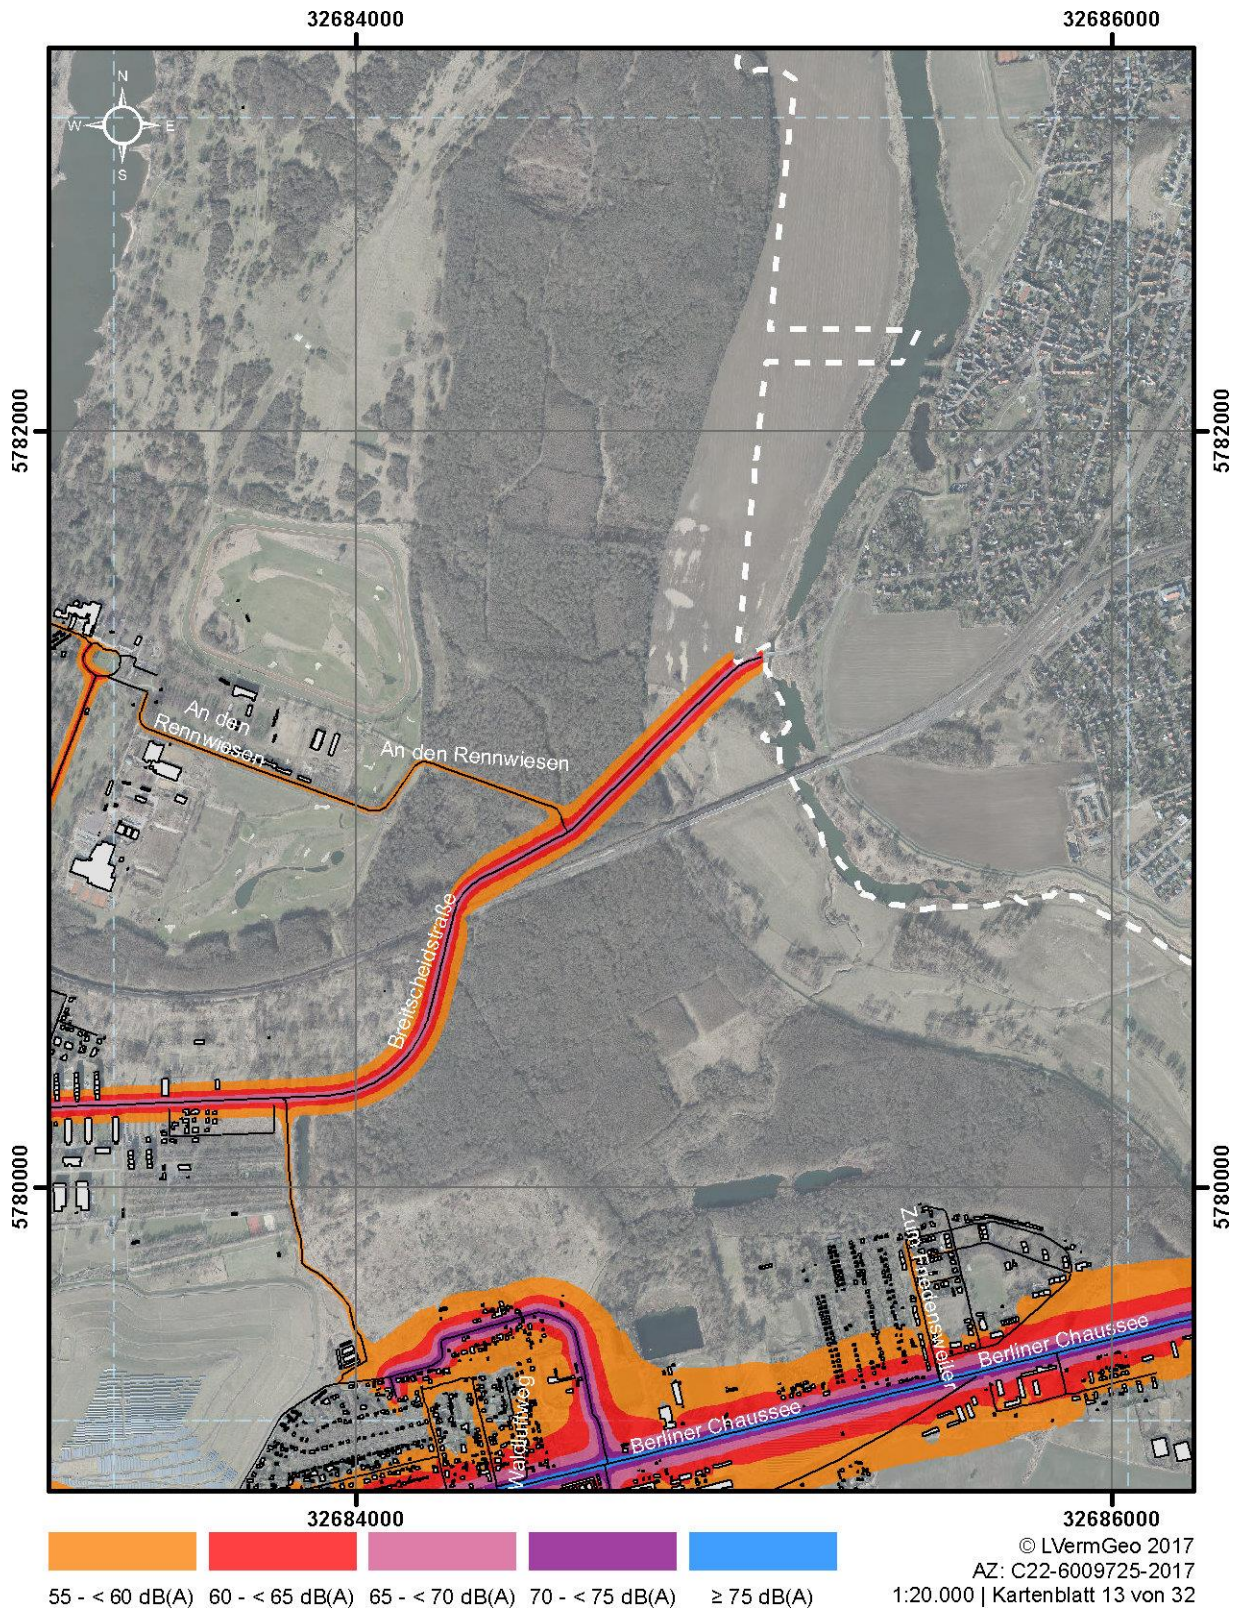 32684000
32686000
N
W
E
S
5782000
5782000
An den
Rennwiesen
An den Rennwiesen
Breitscheidstraße
5780000
5780000
Zum Friedensweiler
Berliner Chaussee
Berliner Chaussee
Waldluftweg
32684000
32686000
55 - < 60 dB(A)
60 - < 65 dB(A)
65 - < 70 dB(A)
70 - < 75 dB(A)
≥ 75 dB(A)
© LVermGeo 2017
AZ: C22-6009725-2017
1:20.000 | Kartenblatt 13 von 32